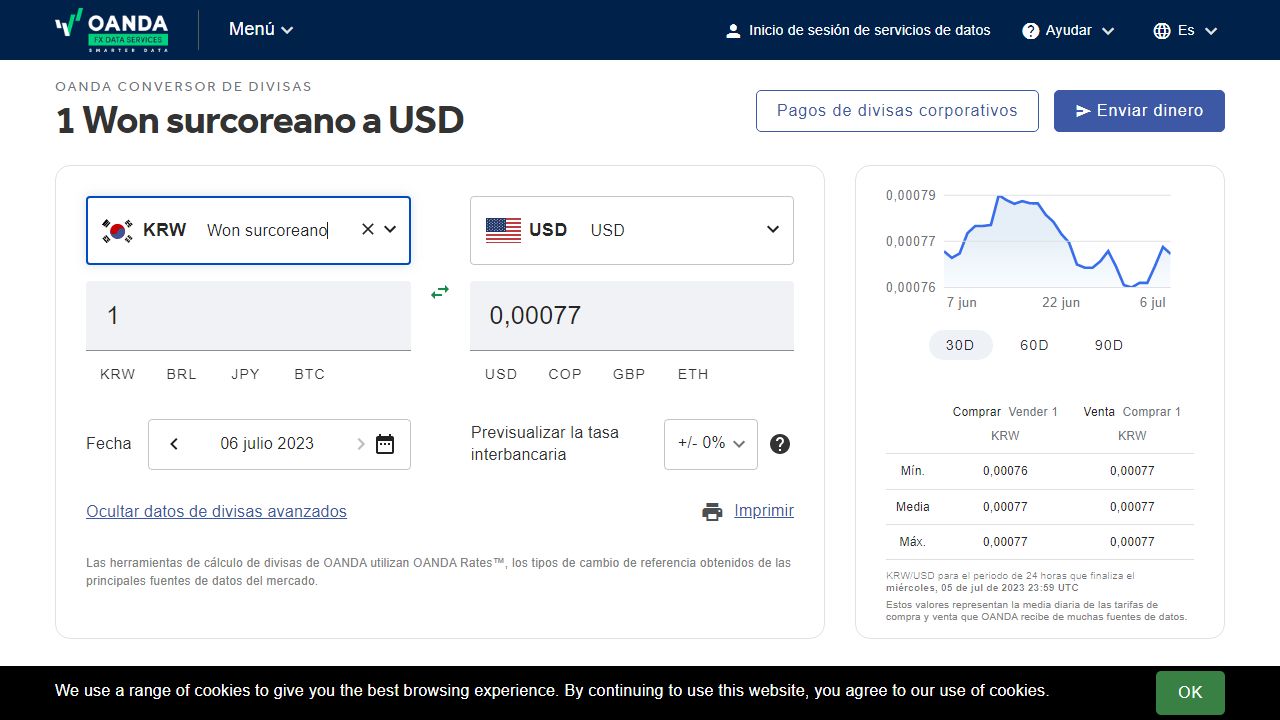 OANDA
FX DATA SERVICES
SMARTER DATA
Menú
Inicio de sesión de servicios de datos
Ayudar
Es
OANDA CONVERSOR DE DIVISAS
1 Won surcoreano a USD
Pagos de divisas corporativos
Enviar dinero
KRW Won surcoreano
USD USD
1
0,00077
KRW BRL JPY BTC
USD COP GBP ETH
Fecha
06 julio 2023
Previsualizar la tasa
interbancaria
+/- 0%
?
Ocultar datos de divisas avanzados
Imprimir
Las herramientas de cálculo de divisas de OANDA utilizan OANDA Rates™, los tipos de cambio de referencia obtenidos de las
principales fuentes de datos del mercado.
0,00079
0,00077
0,00076
7 jun 22 jun 6 jul
30D 60D 90D
Comprar Vender 1 Venta Comprar 1
KRW KRW
Mín. 0,00076 0,00077
Media 0,00077 0,00077
Máx. 0,00077 0,00077
KRW/USD para el periodo de 24 horas que finaliza el
miércoles, 05 de jul de 2023 23:59 UTC
Estos valores representan la media diaria de las tarifas de
compra y venta que OANDA recibe de muchas fuentes de datos.
We use a range of cookies to give you the best browsing experience. By continuing to use this website, you agree to our use of cookies.
OK